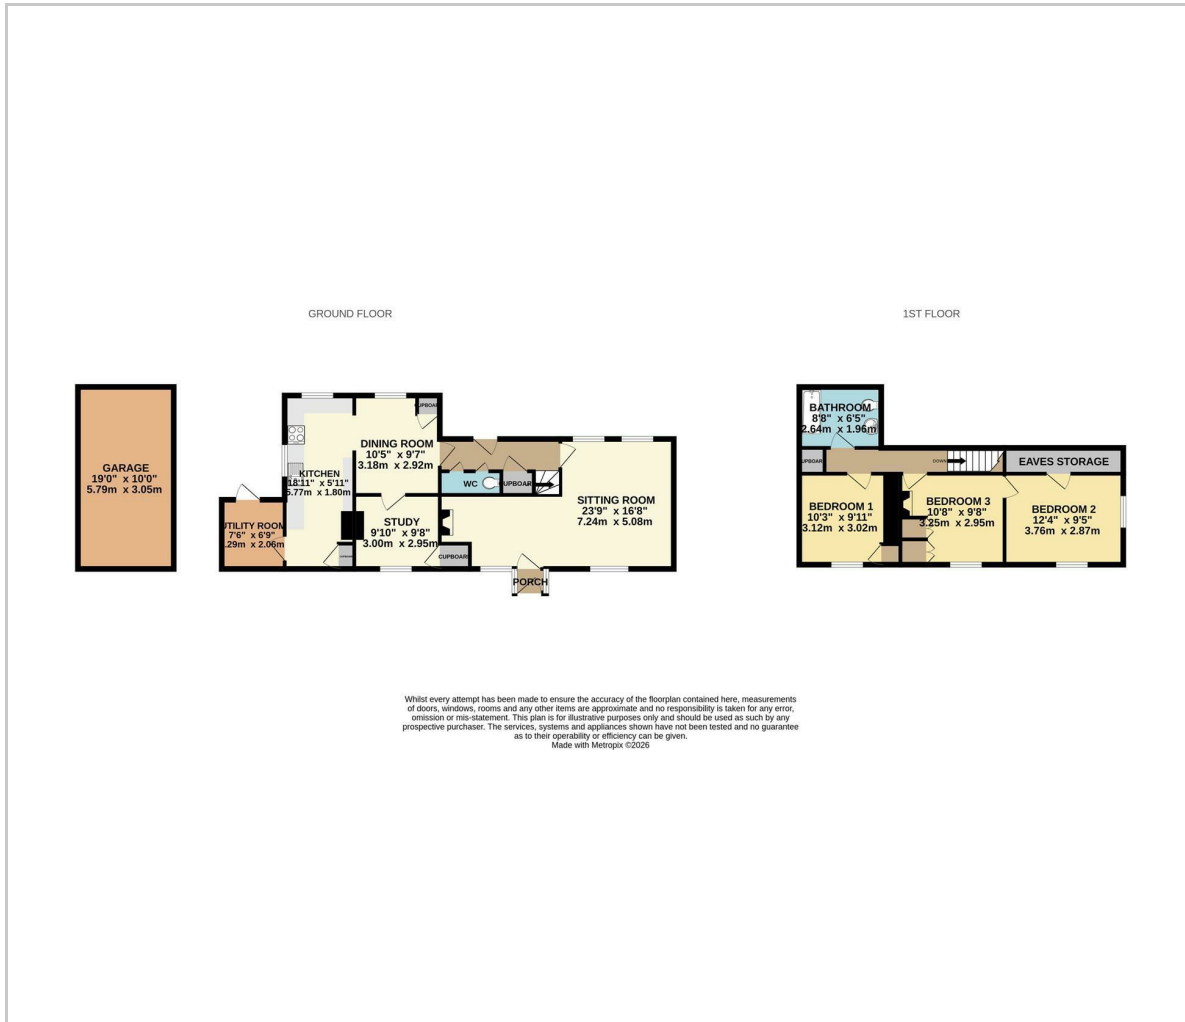 GROUND FLOOR
GARAGE
19'0" x 10'0"
5.79m x 3.05m
KITCHEN
18'11" x 5'11"
5.77m x 1.80m
DINING ROOM
10'5" x 9'7"
3.18m x 2.92m
CUPBOARD
UTILITY ROOM
7'6" x 6'9"
2.29m x 2.06m
STUDY
9'10" x 9'8"
3.00m x 2.95m
CUPBOARD
WC
CUPBOARD
SITTING ROOM
23'9" x 16'8"
7.24m x 5.08m
PORCH
1ST FLOOR
BATHROOM
8'8" x 6'5"
2.64m x 1.96m
CUPBOARD
DOWN
EAVES STORAGE
BEDROOM 1
10'3" x 9'11"
3.12m x 3.02m
BEDROOM 3
10'8" x 9'8"
3.25m x 2.95m
BEDROOM 2
12'4" x 9'5"
3.76m x 2.87m
Whilst every attempt has been made to ensure the accuracy of the floorplan contained here, measurements
of doors, windows, rooms and any other items are approximate and no responsibility is taken for any error,
omission or mis-statement. This plan is for illustrative purposes only and should be used as such by any
prospective purchaser. The services, systems and appliances shown have not been tested and no guarantee
as to their operability or efficiency can be given.
Made with Metropix ©2026